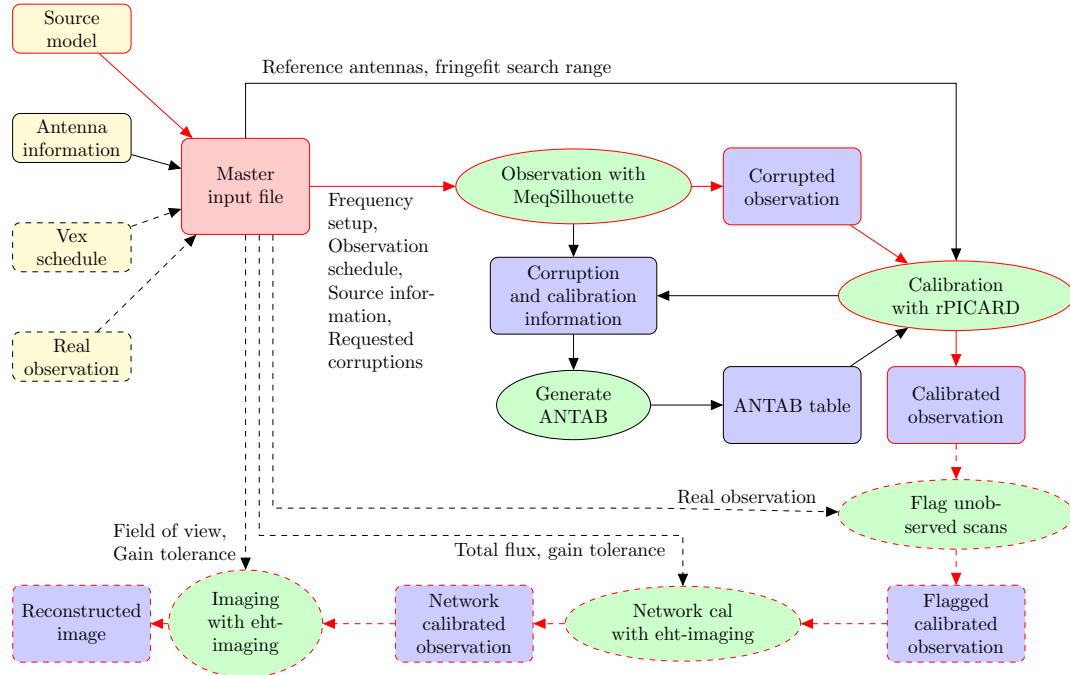 Source
model
Reference antennas, fringefit search range
Antenna
information
Master
input file
Observation with
MeqSilhouette
Corrupted
observation
Frequency
setup,
Observation
schedule,
Source infor-
mation,
Requested
corruptions
Vex
schedule
Corruption
and calibration
information
Calibration
with rPICARD
Real
observation
Generate
ANTAB
ANTAB table
Calibrated
observation
Real observation
Flag unob-
served scans
Field of view,
Gain tolerance
Total flux, gain tolerance
Reconstructed
image
Imaging
with eht-
imaging
Network
calibrated
observation
Network cal
with eht-imaging
Flagged
calibrated
observation